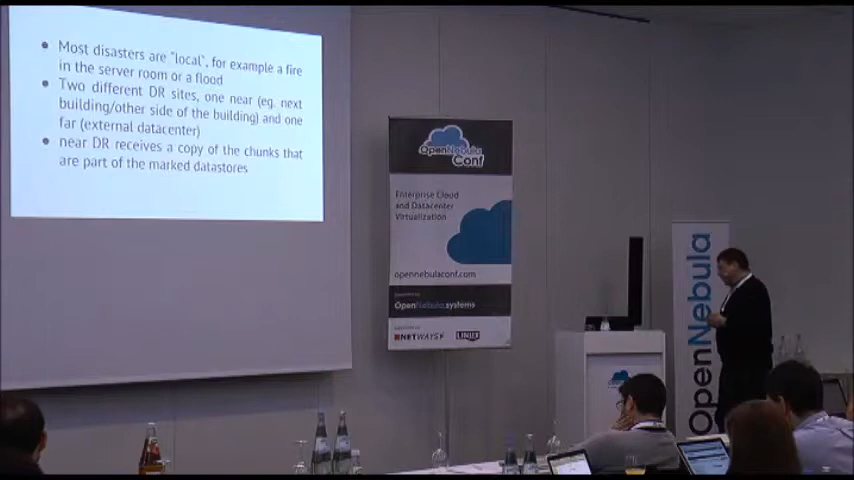 Most disasters are "local", for example a fire
in the server room or a flood
Two different DR sites, one near (eg. next
building/other side of the building) and one
far (external datacenter)
near DR receives a copy of the chunks that
are part of the marked datastores
OpenNebula
Conf
Enterprise Cloud
and Datacenter
Virtualization
opennebulaconf.com
OpenNebula.systems
NETWAYS
LINUX
OpenNebula